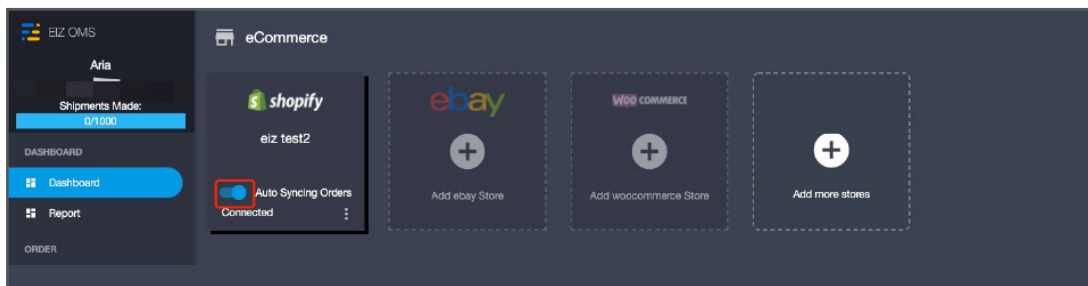 EIZ OMS
Aria
Shipments Made:
0/1000
DASHBOARD
Dashboard
Report
ORDER
eCommerce
shopify
eiz test2
Auto Syncing Orders
Connected
ebay
Add ebay Store
WOO COMMERCE
Add woocommerce Store
Add more stores